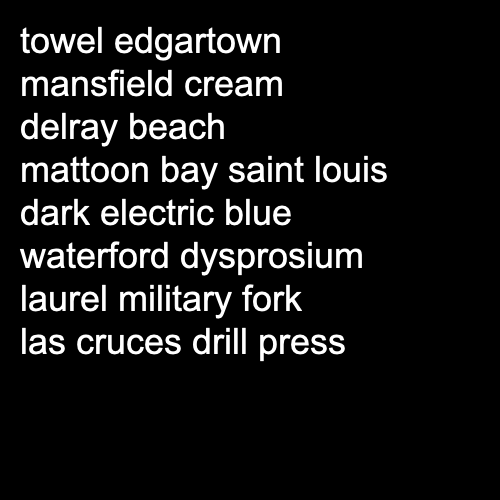 towel edgartown
mansfield cream
delray beach
mattoon bay saint louis
dark electric blue
waterford dysprosium
laurel military fork
las cruces drill press